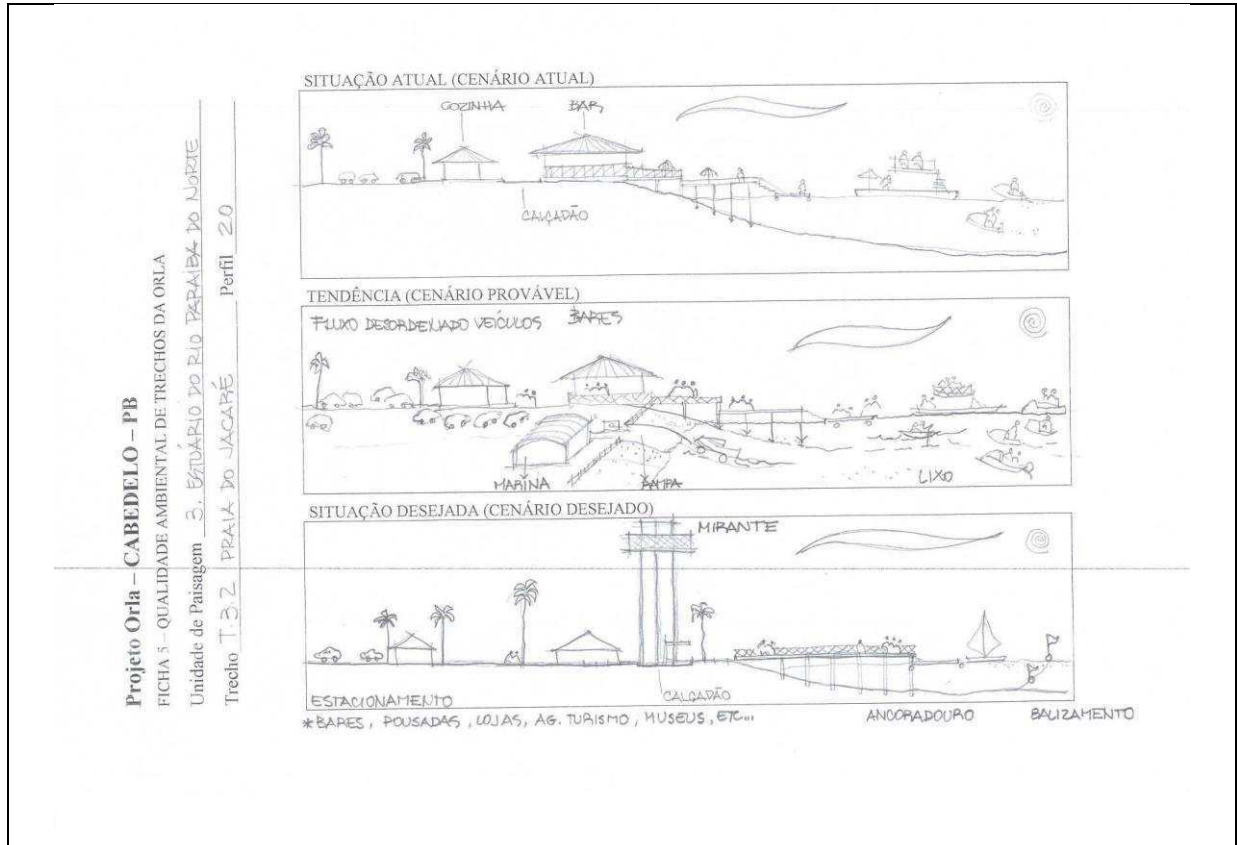 Projeto Orla – CABEDELO – PB
FICHA 5 – QUALIDADE AMBIENTAL DE TRECHOS DA ORLA
Unidade de Paisagem 3. ESTUÁRIO DO RIO PARAIBA DO NORTE
Trecho T.3.2 PRAIA DO JACARÉ Perfil 20
SITUAÇÃO ATUAL (CENÁRIO ATUAL)
COZINHA BAR
CALÇADÃO
TENDÊNCIA (CENÁRIO PROVÁVEL)
FLUXO DESORDENADO VEÍCULOS BARES
MARINA RAMPA LIXO
SITUAÇÃO DESEJADA (CENÁRIO DESEJADO)
MIRANTE
ESTACIONAMENTO CALÇADÃO
*BARES, POUSADAS, LOJAS, AG. TURISMO, MUSEUS, ETC... ANCORADOURO BALIZAMENTO